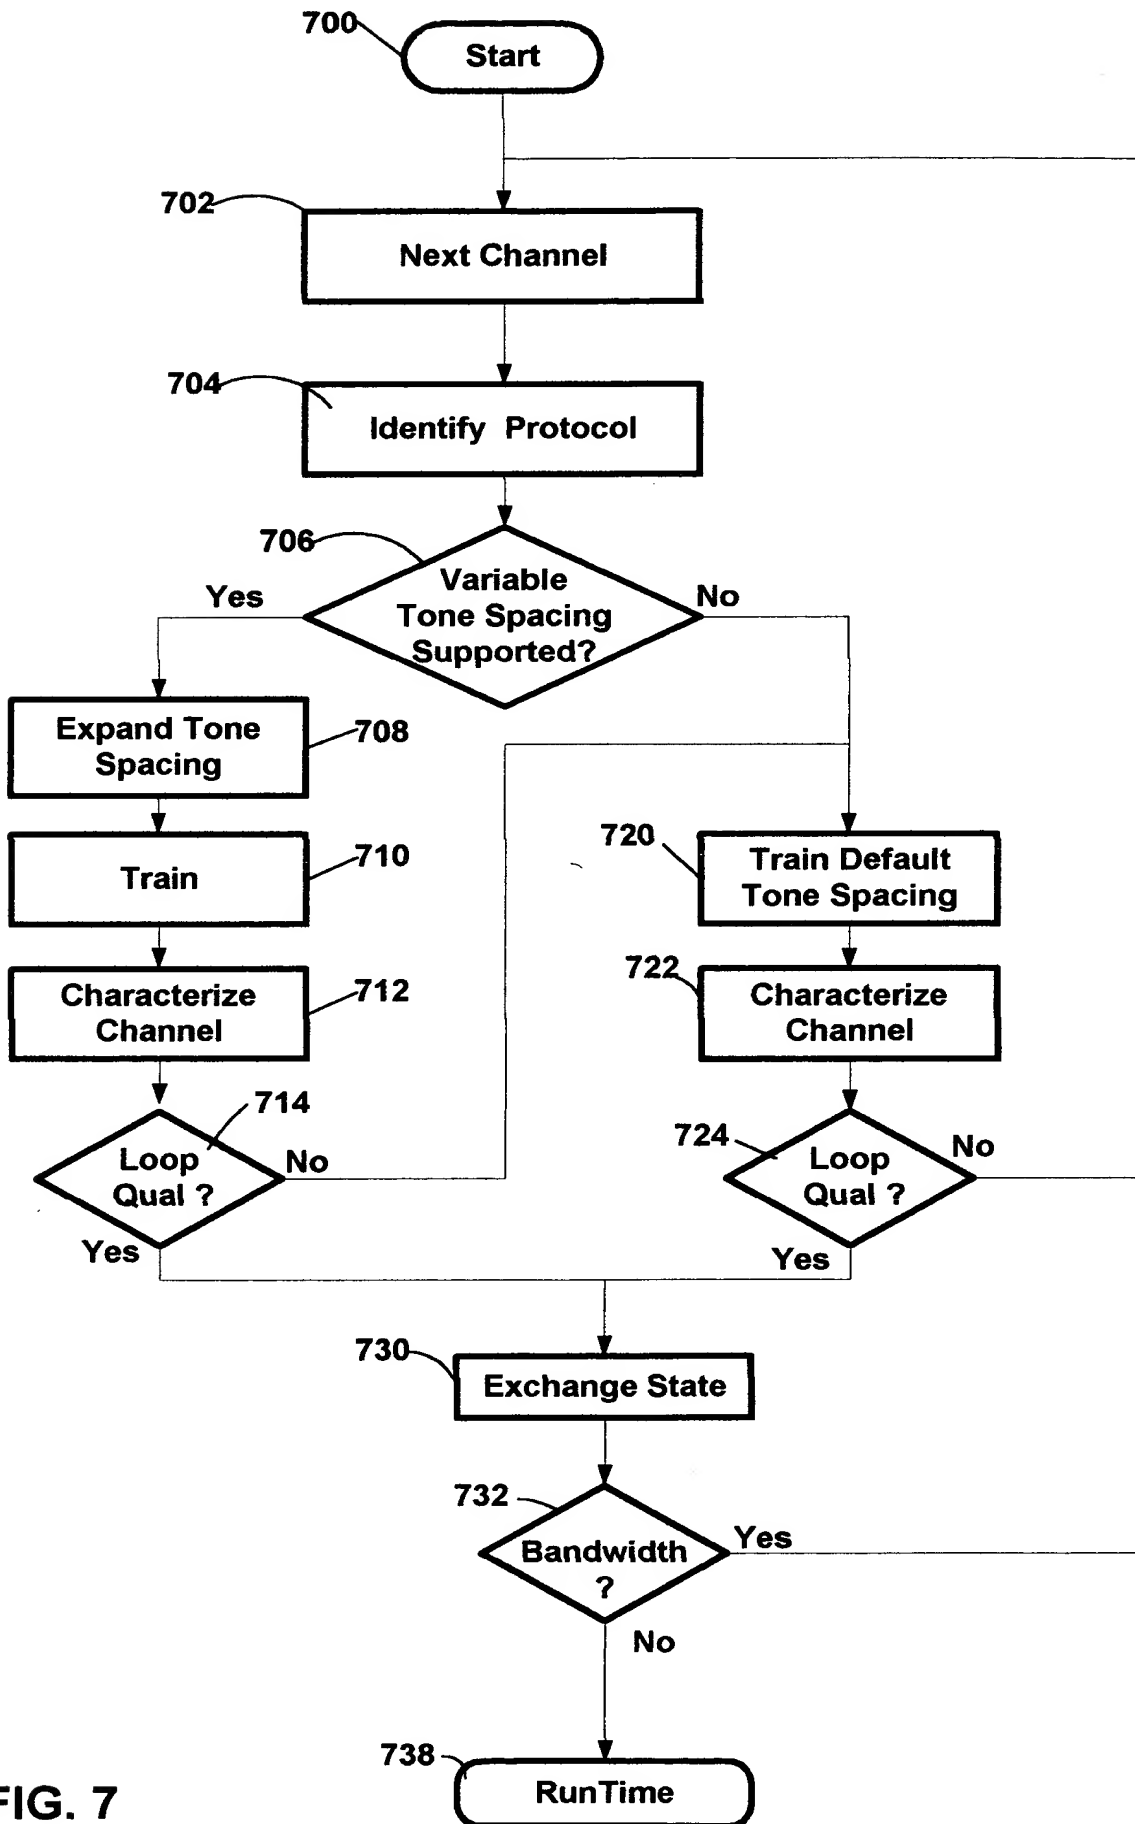 700
Start
702
Next Channel
704
Identify Protocol
706
Variable
Tone Spacing
Supported?
Yes
No
Expand Tone
Spacing
708
Train
710
720
Train Default
Tone Spacing
Characterize
Channel
712
722
Characterize
Channel
714
Loop
Qual ?
No
Yes
724
Loop
Qual ?
No
Yes
730
Exchange State
732
Bandwidth
?
Yes
No
738
RunTime
FIG. 7